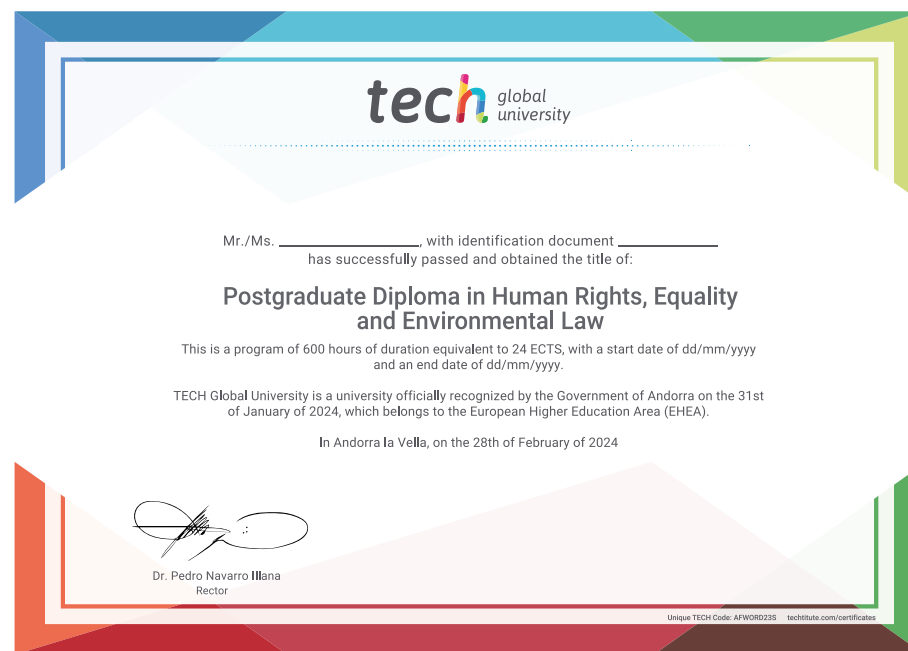 tech global
university
Mr./Ms. ____________, with identification document ____________
has successfully passed and obtained the title of:
Postgraduate Diploma in Human Rights, Equality
and Environmental Law
This is a program of 600 hours of duration equivalent to 24 ECTS, with a start date of dd/mm/yyyy
and an end date of dd/mm/yyyy.
TECH Global University is a university officially recognized by the Government of Andorra on the 31st
of January of 2024, which belongs to the European Higher Education Area (EHEA).
In Andorra la Vella, on the 28th of February of 2024
Dr. Pedro Navarro Illana
Rector
Unique TECH Code: AFWORD23S techtitute.com/certificates